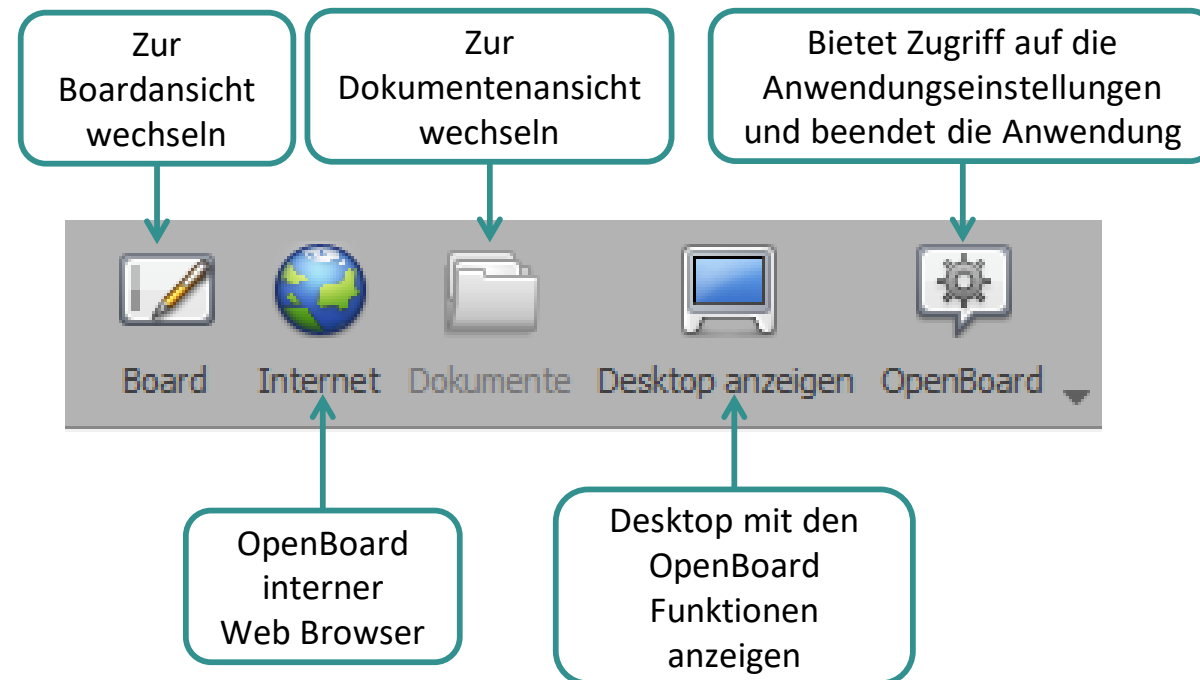 Zur
Boardansicht
wechseln
Zur
Dokumentenansicht
wechseln
Bietet Zugriff auf die
Anwendungseinstellungen
und beendet die Anwendung
Board
Internet
Dokumente
Desktop anzeigen
OpenBoard
OpenBoard
interner
Web Browser
Desktop mit den
OpenBoard
Funktionen
anzeigen